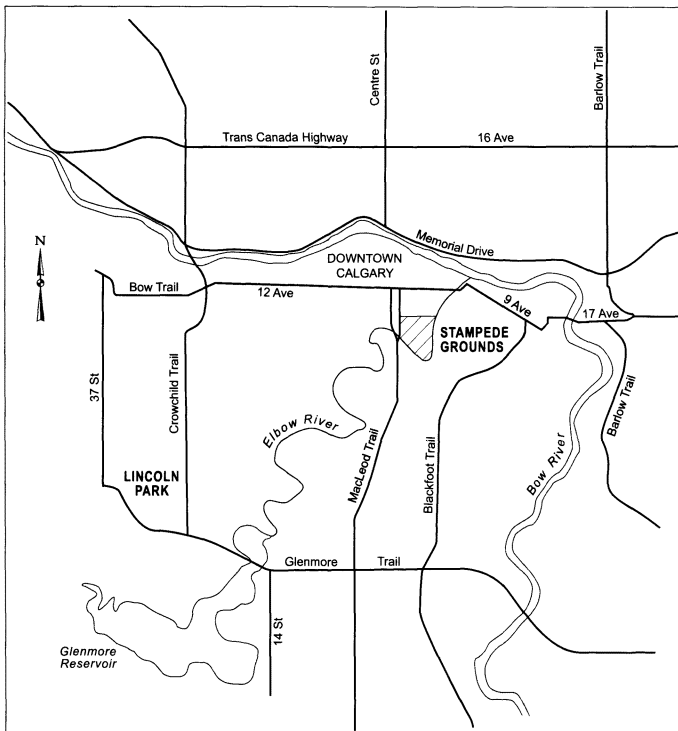 Centre St
Barlow Trail
Trans Canada Highway
16 Ave
N
Memorial Drive
DOWNTOWN
CALGARY
Bow Trail
12 Ave
9 Ave
17 Ave
STAMPEDE
GROUNDS
37 St
Crowchild Trail
Elbow River
MacLeod Trail
Blackfoot Trail
Bow River
Barlow Trail
LINCOLN
PARK
Glenmore
Trail
14 St
Glenmore
Reservoir